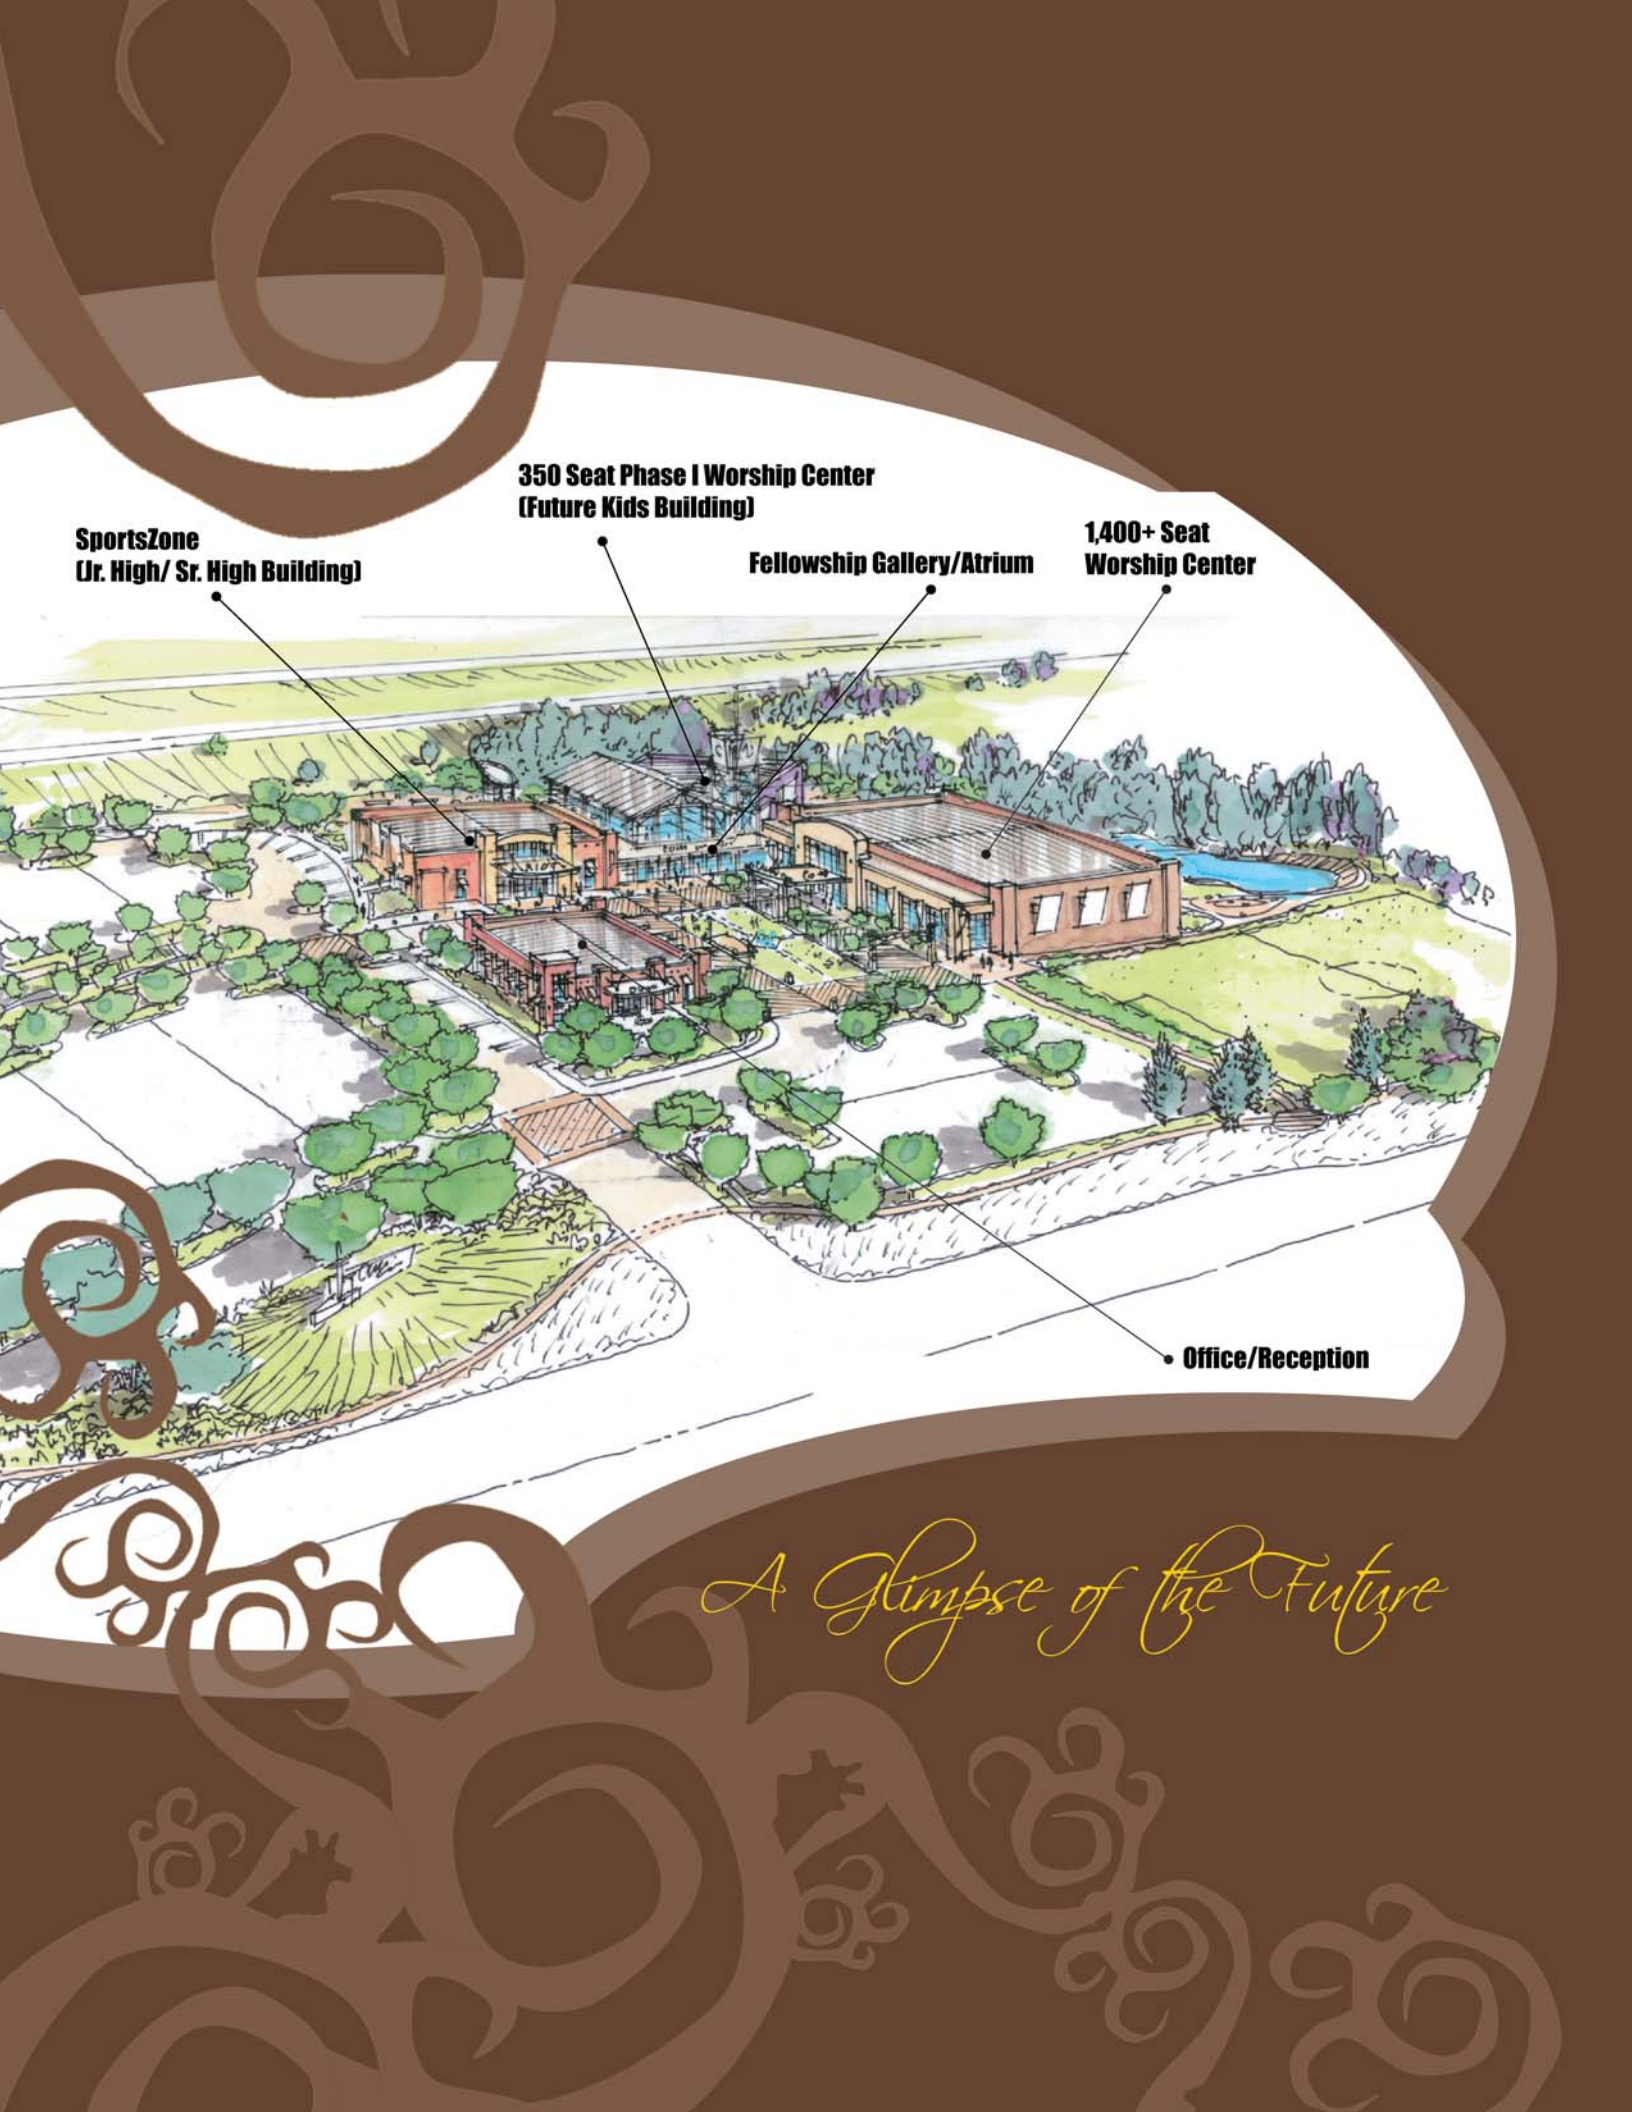 350 Seat Phase I Worship Center
(Future Kids Building)
SportsZone
(Jr. High/ Sr. High Building)
Fellowship Gallery/Atrium
1,400+ Seat
Worship Center
Office/Reception
A Glimpse of the Future